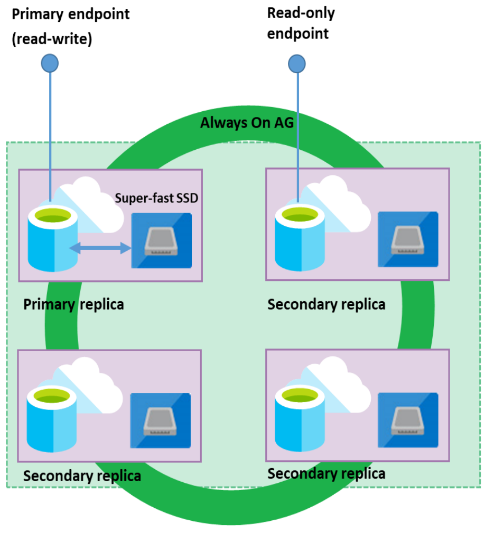 Primary endpoint
(read-write)
Read-only
endpoint
Always On AG
Super-fast SSD
Primary replica
Secondary replica
Secondary replica
Secondary replica